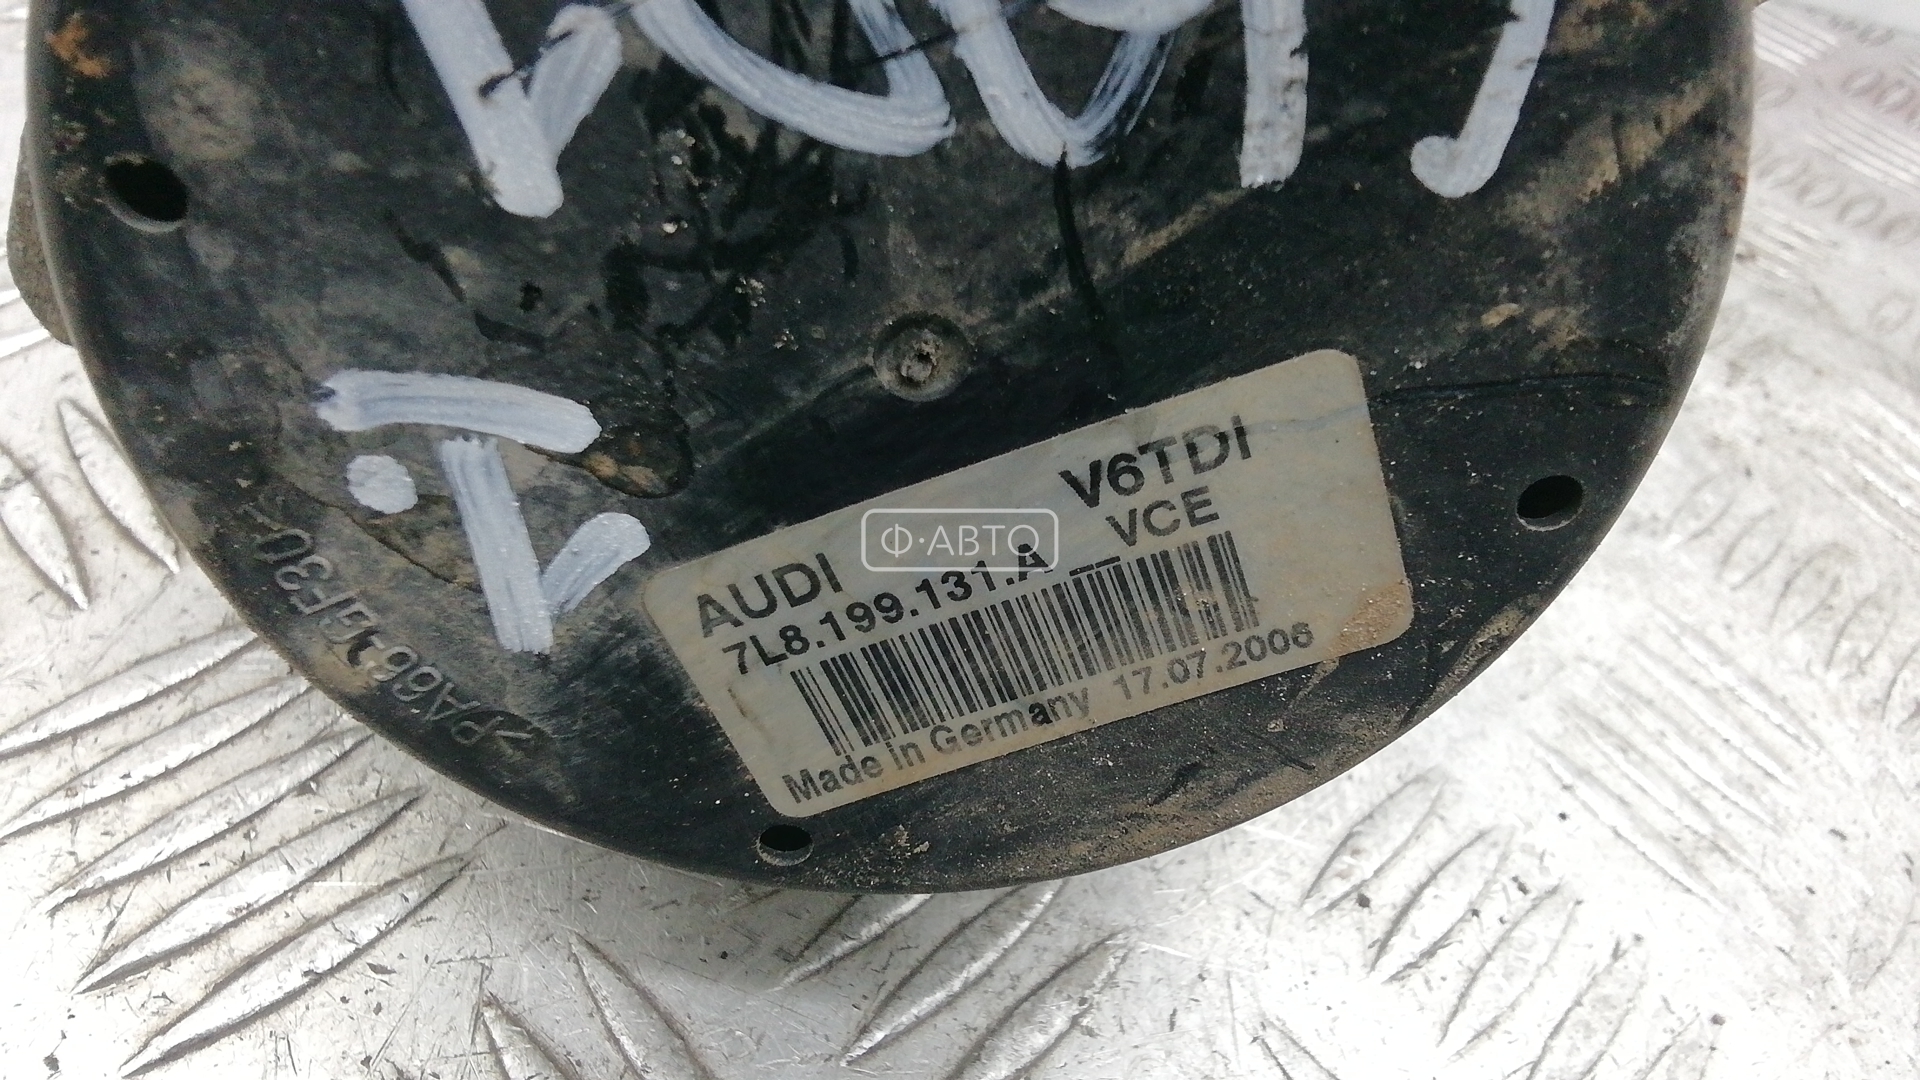 AUDI V6TDI
7L8.199.131.A -- VCE
Made in Germany 17.07.2006
>PA66-GF30<
Ф·АВТО